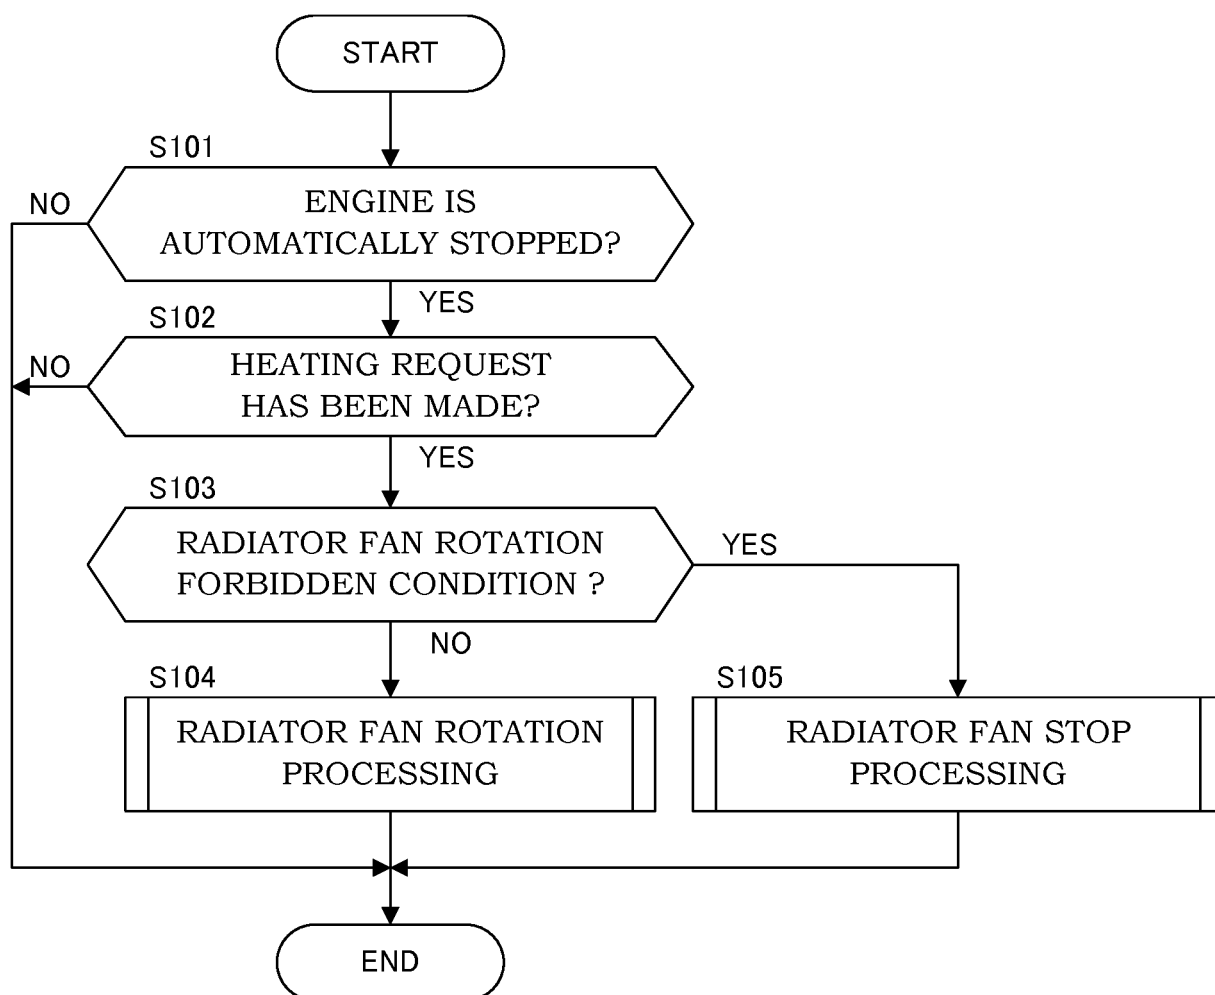 START
S101
NO
ENGINE IS
AUTOMATICALLY STOPPED?
YES
S102
NO
HEATING REQUEST
HAS BEEN MADE?
YES
S103
RADIATOR FAN ROTATION
FORBIDDEN CONDITION ?
YES
NO
S104
RADIATOR FAN ROTATION
PROCESSING
S105
RADIATOR FAN STOP
PROCESSING
END